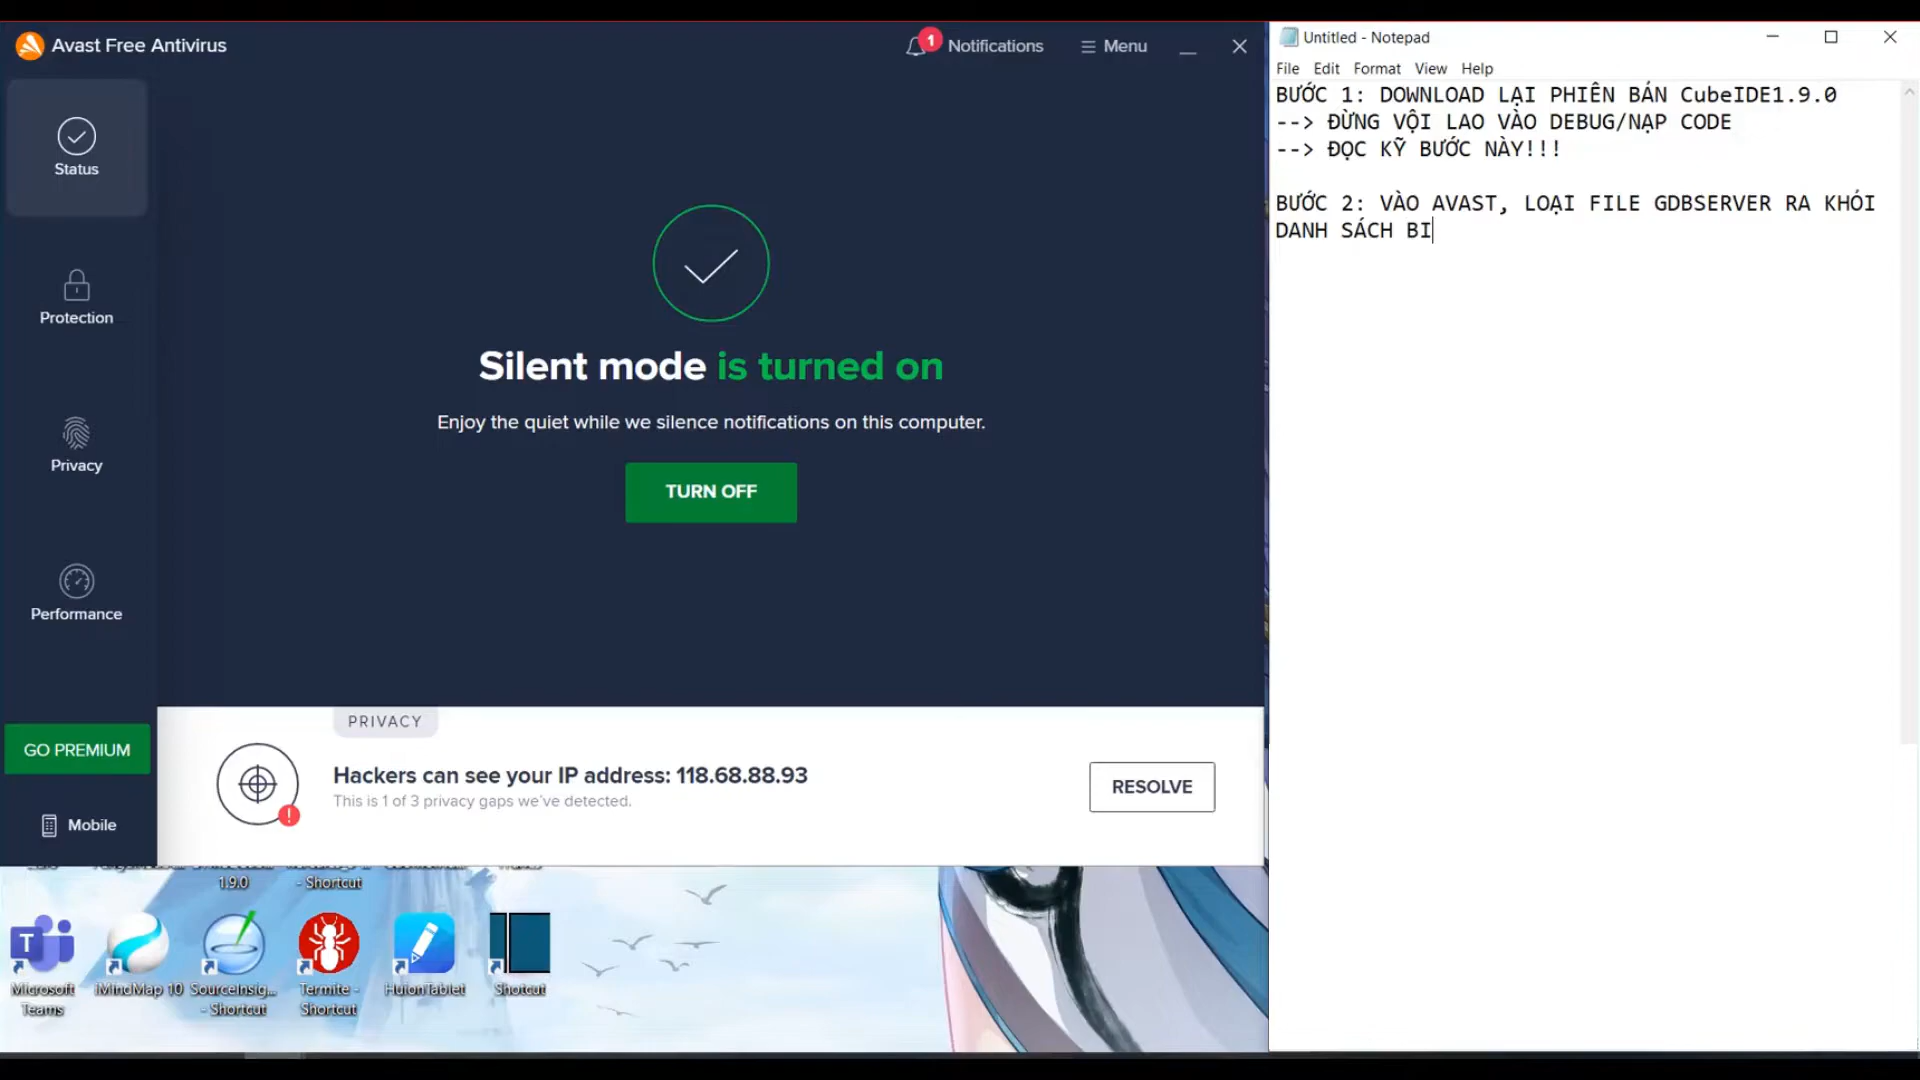 Avast Free Antivirus
1
Notifications
Menu
Status
Protection
Privacy
Performance
GO PREMIUM
Mobile
Silent mode is turned on
Enjoy the quiet while we silence notifications on this computer.
TURN OFF
PRIVACY
Hackers can see your IP address: 118.68.88.93
This is 1 of 3 privacy gaps we've detected.
RESOLVE
1.9.0
- Shortcut
Microsoft
Teams
iMindMap 10
SourceInsig...
- Shortcut
Termite -
Shortcut
HuionTablet
Shotcut
Untitled - Notepad
File Edit Format View Help
BƯỚC 1: DOWNLOAD LẠI PHIÊN BẢN CubeIDE1.9.0
--> ĐỪNG VỘI LAO VÀO DEBUG/NẠP CODE
--> ĐỌC KỸ BƯỚC NÀY!!!
BƯỚC 2: VÀO AVAST, LOẠI FILE GDBSERVER RA KHỎI
DANH SÁCH BI